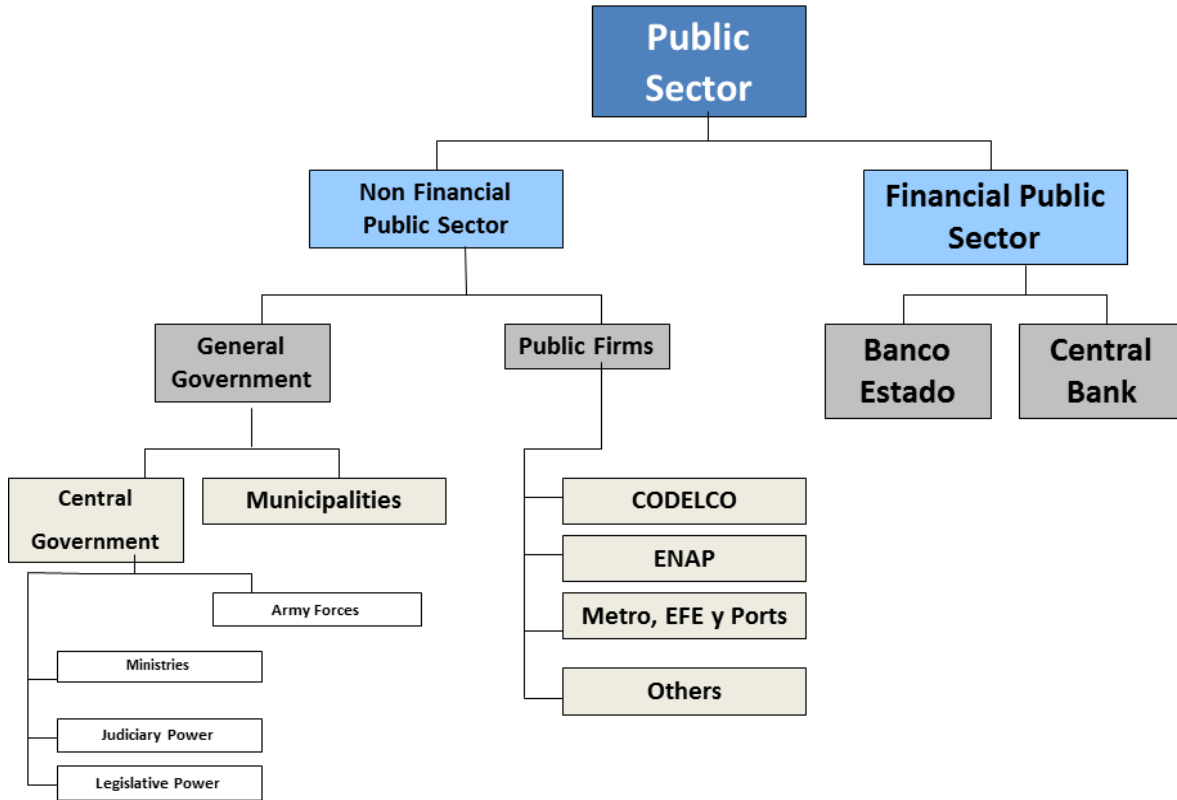 Public
Sector
Non Financial
Public Sector
Financial Public
Sector
General
Government
Public Firms
Banco
Estado
Central
Bank
Central
Government
Municipalities
CODELCO
ENAP
Metro, EFE y Ports
Others
Army Forces
Ministries
Judiciary Power
Legislative Power